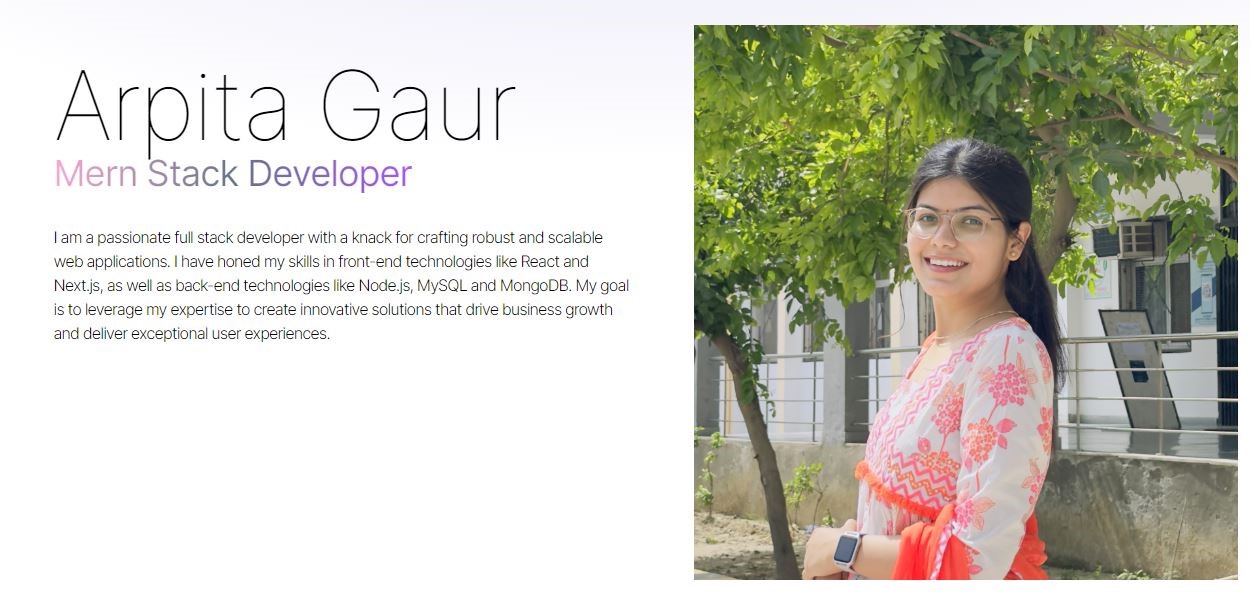 Arpita Gaur
Mern Stack Developer
I am a passionate full stack developer with a knack for crafting robust and scalable
web applications. I have honed my skills in front-end technologies like React and
Next.js, as well as back-end technologies like Node.js, MySQL and MongoDB. My goal
is to leverage my expertise to create innovative solutions that drive business growth
and deliver exceptional user experiences.